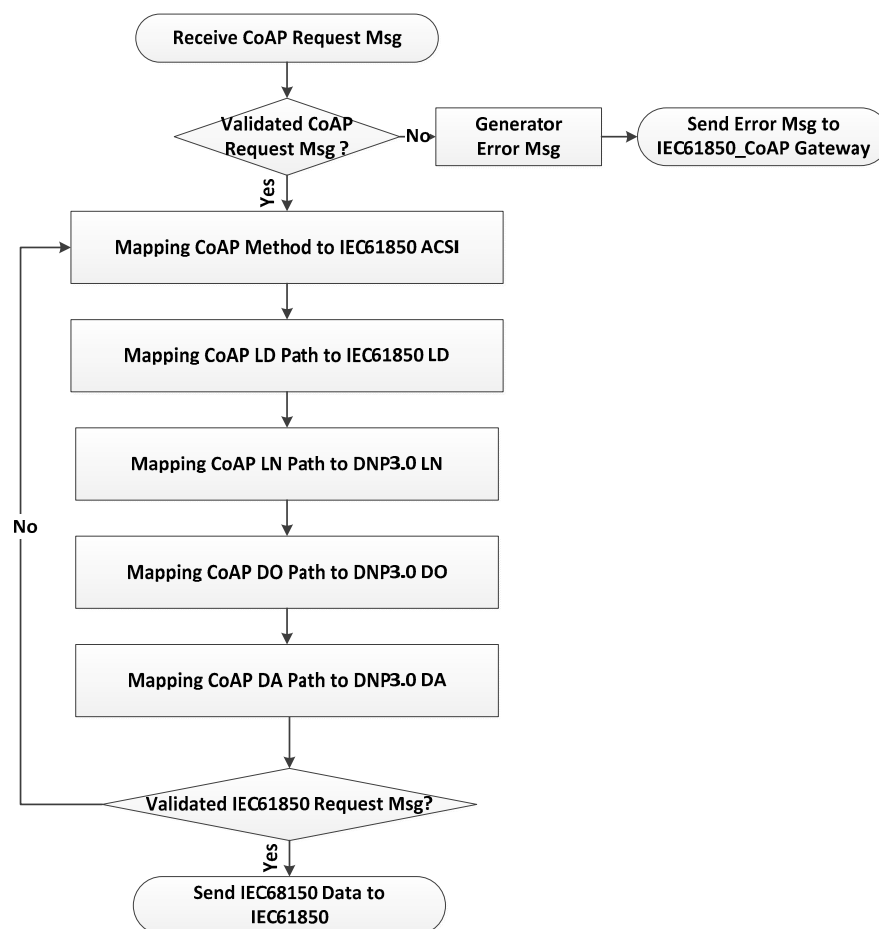 Receive CoAP Request Msg
Validated CoAP
Request Msg ?
No
Generator
Error Msg
Send Error Msg to
IEC61850_CoAP Gateway
Yes
Mapping CoAP Method to IEC61850 ACSI
Mapping CoAP LD Path to IEC61850 LD
Mapping CoAP LN Path to DNP3.0 LN
No
Mapping CoAP DO Path to DNP3.0 DO
Mapping CoAP DA Path to DNP3.0 DA
Validated IEC61850 Request Msg?
Yes
Send IEC68150 Data to
IEC61850